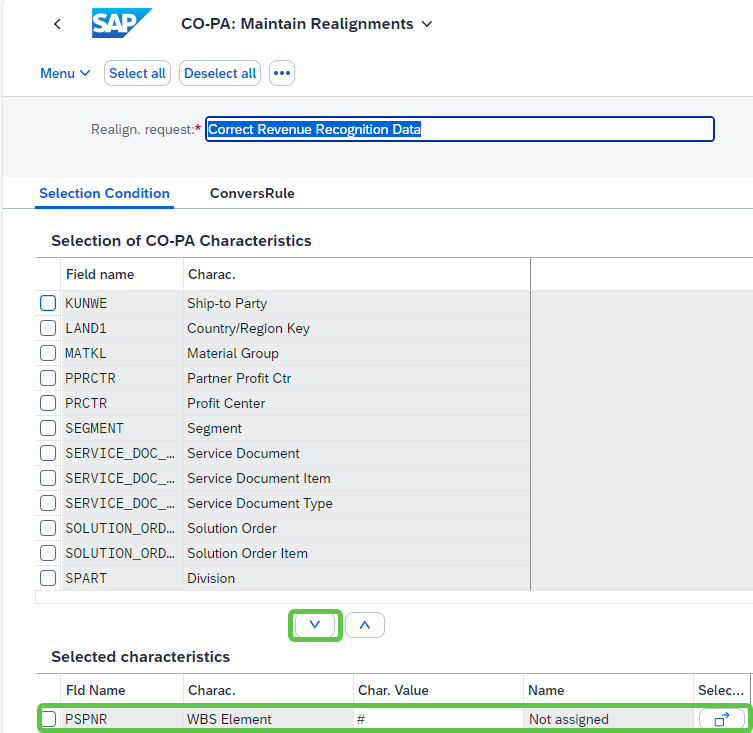 SAP CO-PA: Maintain Realignments
Menu Select all Deselect all •••
Realign. request:* Correct Revenue Recognition Data
Selection Condition ConversRule
Selection of CO-PA Characteristics
Field name Charac.
KUNWE Ship-to Party
LAND1 Country/Region Key
MATKL Material Group
PPRCTR Partner Profit Ctr
PRCTR Profit Center
SEGMENT Segment
SERVICE_DOC_... Service Document
SERVICE_DOC_... Service Document Item
SERVICE_DOC_... Service Document Type
SOLUTION_ORD... Solution Order
SOLUTION_ORD... Solution Order Item
SPART Division
Selected characteristics
Fld Name Charac. Char. Value Name Selec...
PSPNR WBS Element # Not assigned